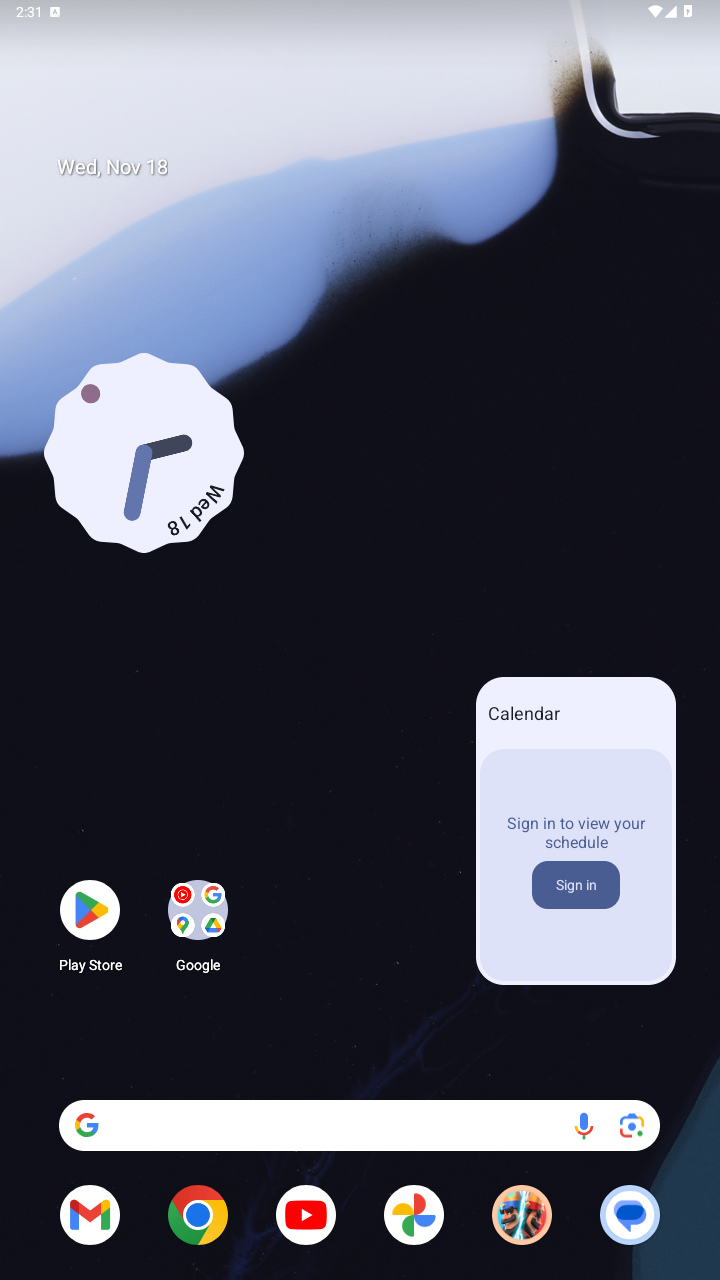 2:31
Wed, Nov 18
Wed 18
Calendar
Sign in to view your
schedule
Sign in
Play Store
Google